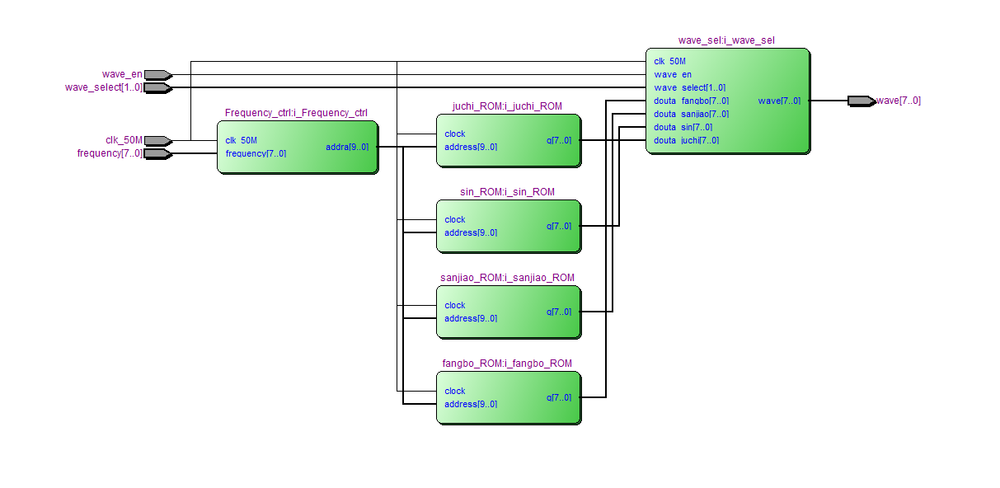 wave_en
wave_select[1..0]
clk_50M
frequency[7..0]
Frequency_ctrl:i_Frequency_ctrl
clk_50M
frequency[7..0]
addra[9..0]
juchi_ROM:i_juchi_ROM
clock
address[9..0]
q[7..0]
sin_ROM:i_sin_ROM
clock
address[9..0]
q[7..0]
sanjiao_ROM:i_sanjiao_ROM
clock
address[9..0]
q[7..0]
fangbo_ROM:i_fangbo_ROM
clock
address[9..0]
q[7..0]
wave_sel:i_wave_sel
clk_50M
wave_en
wave_select[1..0]
douta_fangbo[7..0]
douta_sanjiao[7..0]
douta_sin[7..0]
douta_juchi[7..0]
wave[7..0]
wave[7..0]